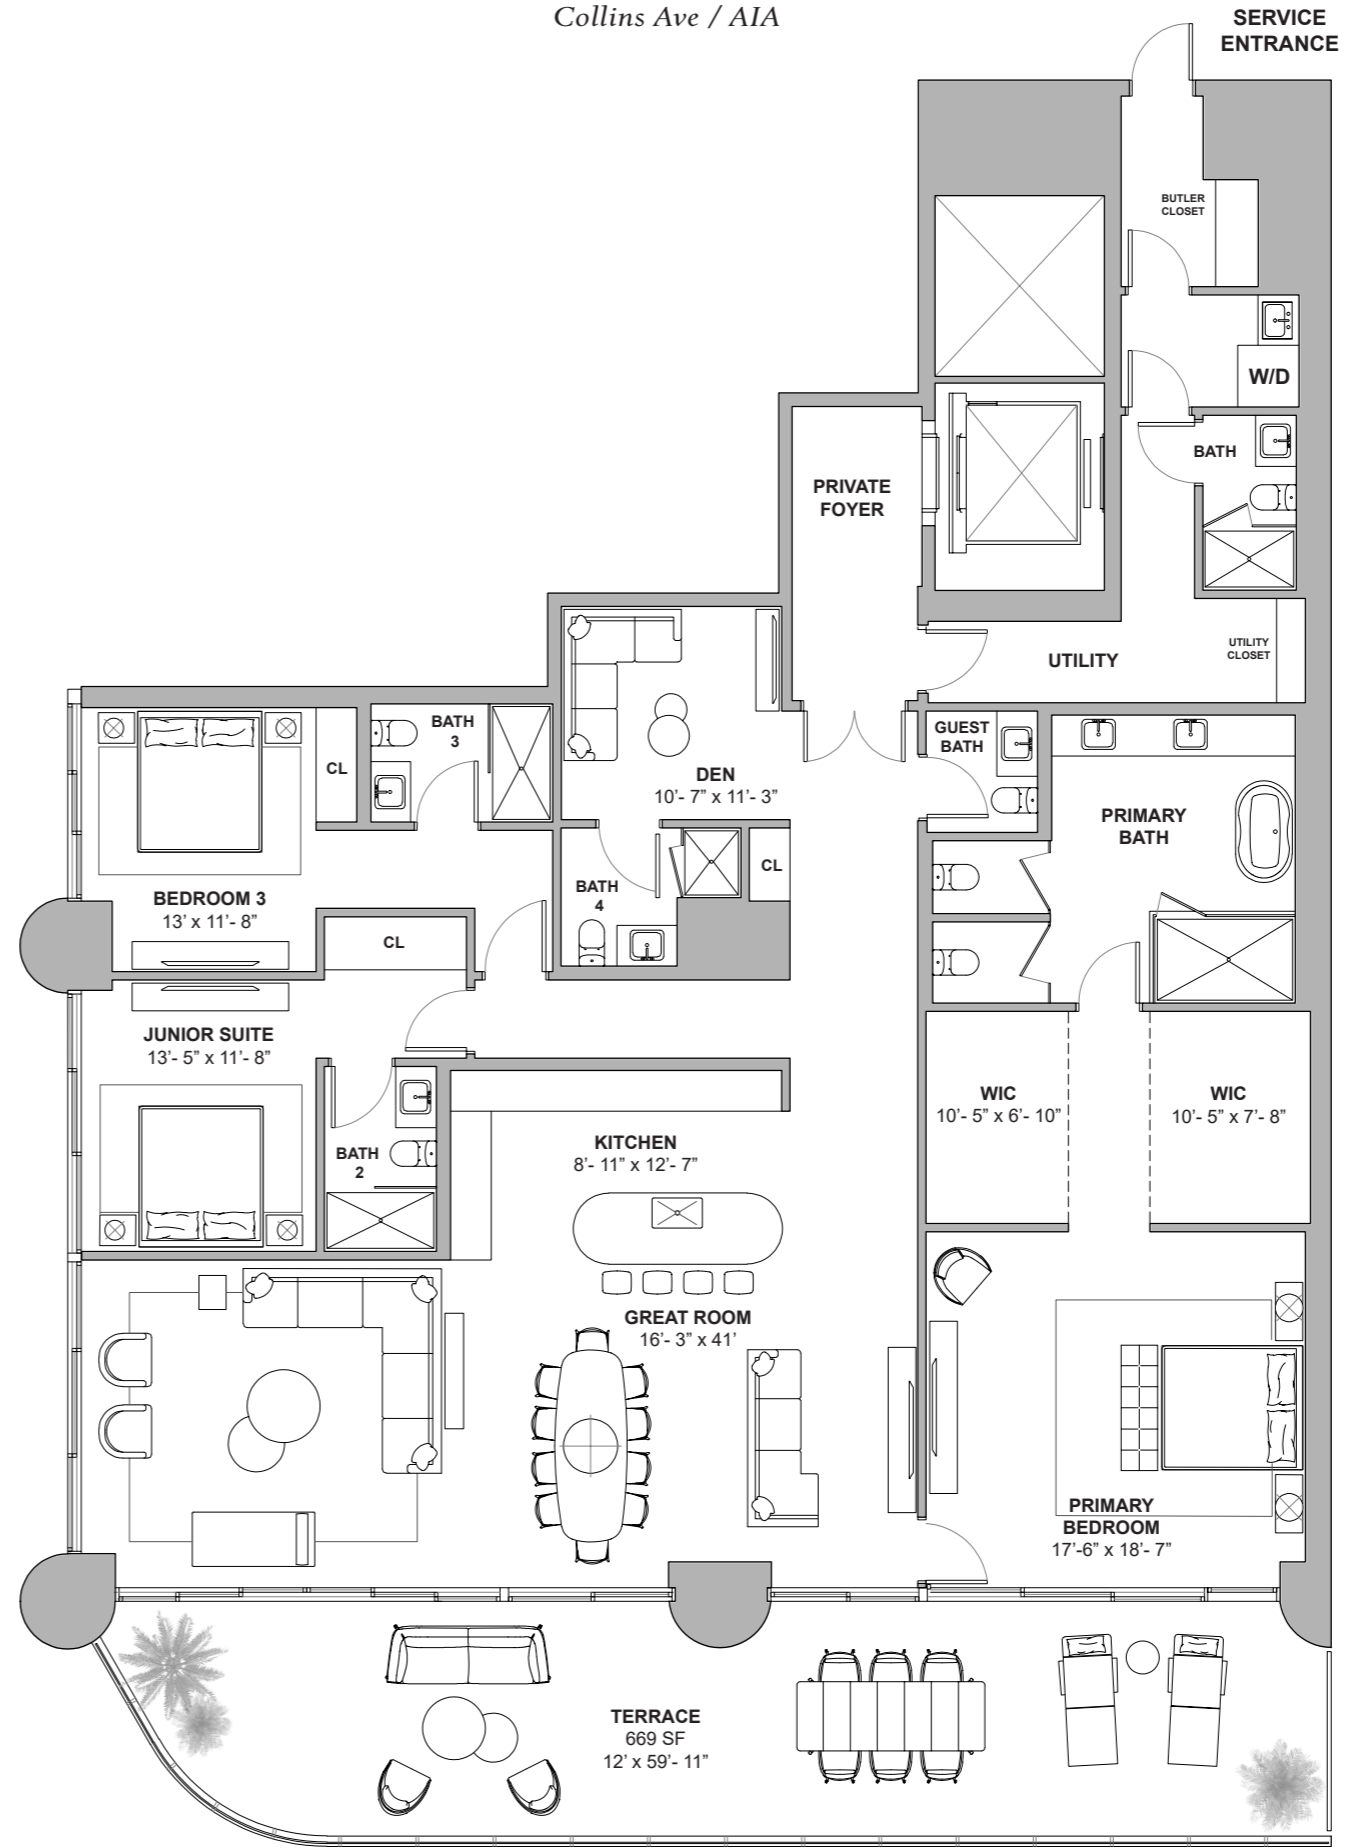 Collins Ave / AIA
SERVICE
ENTRANCE
BUTLER
CLOSET
W/D
BATH
PRIVATE
FOYER
UTILITY
UTILITY
CLOSET
BATH
3
CL
GUEST
BATH
DEN
10'- 7” x 11'- 3”
PRIMARY
BATH
CL
BATH
4
BEDROOM 3
13' x 11'- 8”
CL
JUNIOR SUITE
13'- 5” x 11'- 8”
WIC
10'- 5” x 6'- 10”
WIC
10'- 5” x 7'- 8”
KITCHEN
8'- 11” x 12'- 7”
BATH
2
GREAT ROOM
16'- 3” x 41'
PRIMARY
BEDROOM
17'-6” x 18'- 7”
TERRACE
669 SF
12' x 59'- 11”